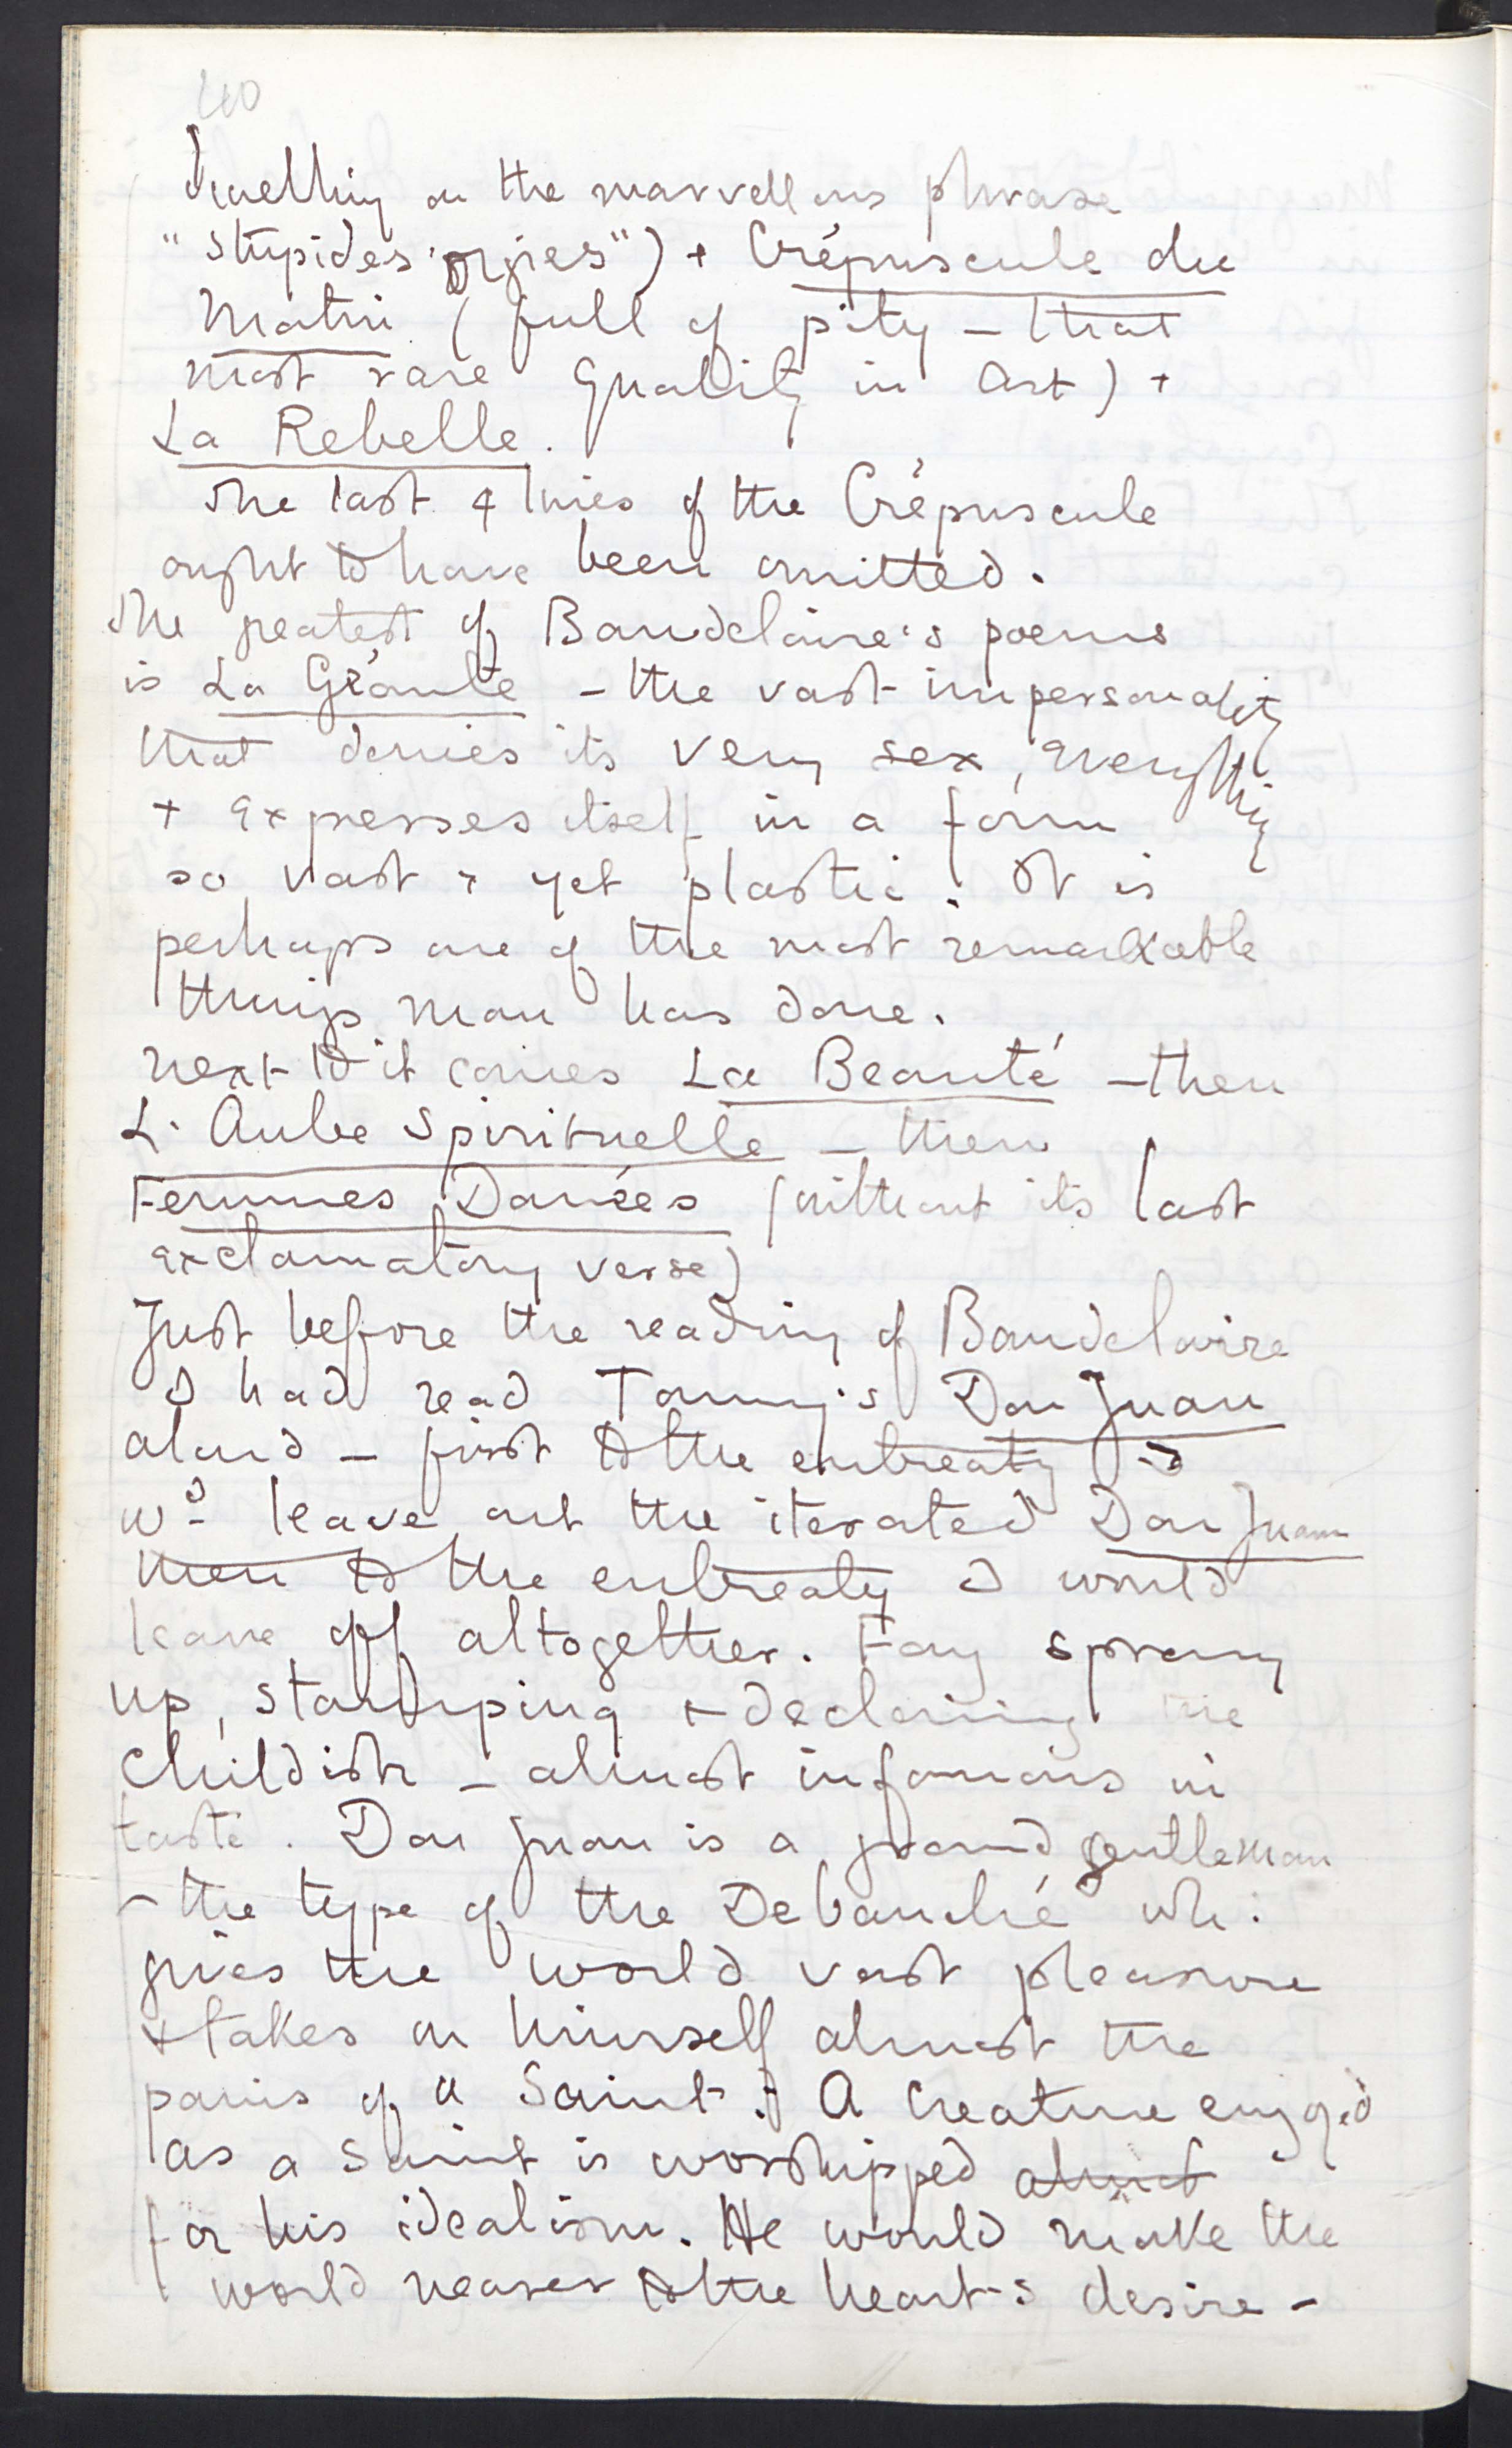 40
dwelling on the marvellous phrase
"stupides orgies") + Crépuscule du
Matin (full of pity – that
most rare quality in Art) +
La Rebelle.
The last 4 lines of the Crépuscule
ought to have been omitted.
The greatest of Baudelaire's poems
is La Géante – the vast impersonality
that denies its very sex, everything
+ expresses itself in a form
so vast & yet plastic. It is
perhaps one of the most remarkable
things man has done.
Next to it comes La Beauté – then
L'Aube Spirituelle – then
Femmes Damnées (without its last
exclamatory verse)
Just before the reading of Baudelaire
I had read Tommy's Don Juan
aloud – first to the entreaty I
wd leave out the iterated Don Juan
then to the entreaty I would
leave off altogether. Fay sprang
up, stamping & declaring me
childish – almost infamous in
taste. Don Juan is a grand gentleman
– the type of the Débauché wh.
gives the world vast pleasure
& takes on himself almost the
pains of a Saint. A creature
as a Saint is worshipped almost
for his idealism. He would make the
world nearer to the heart's desire –